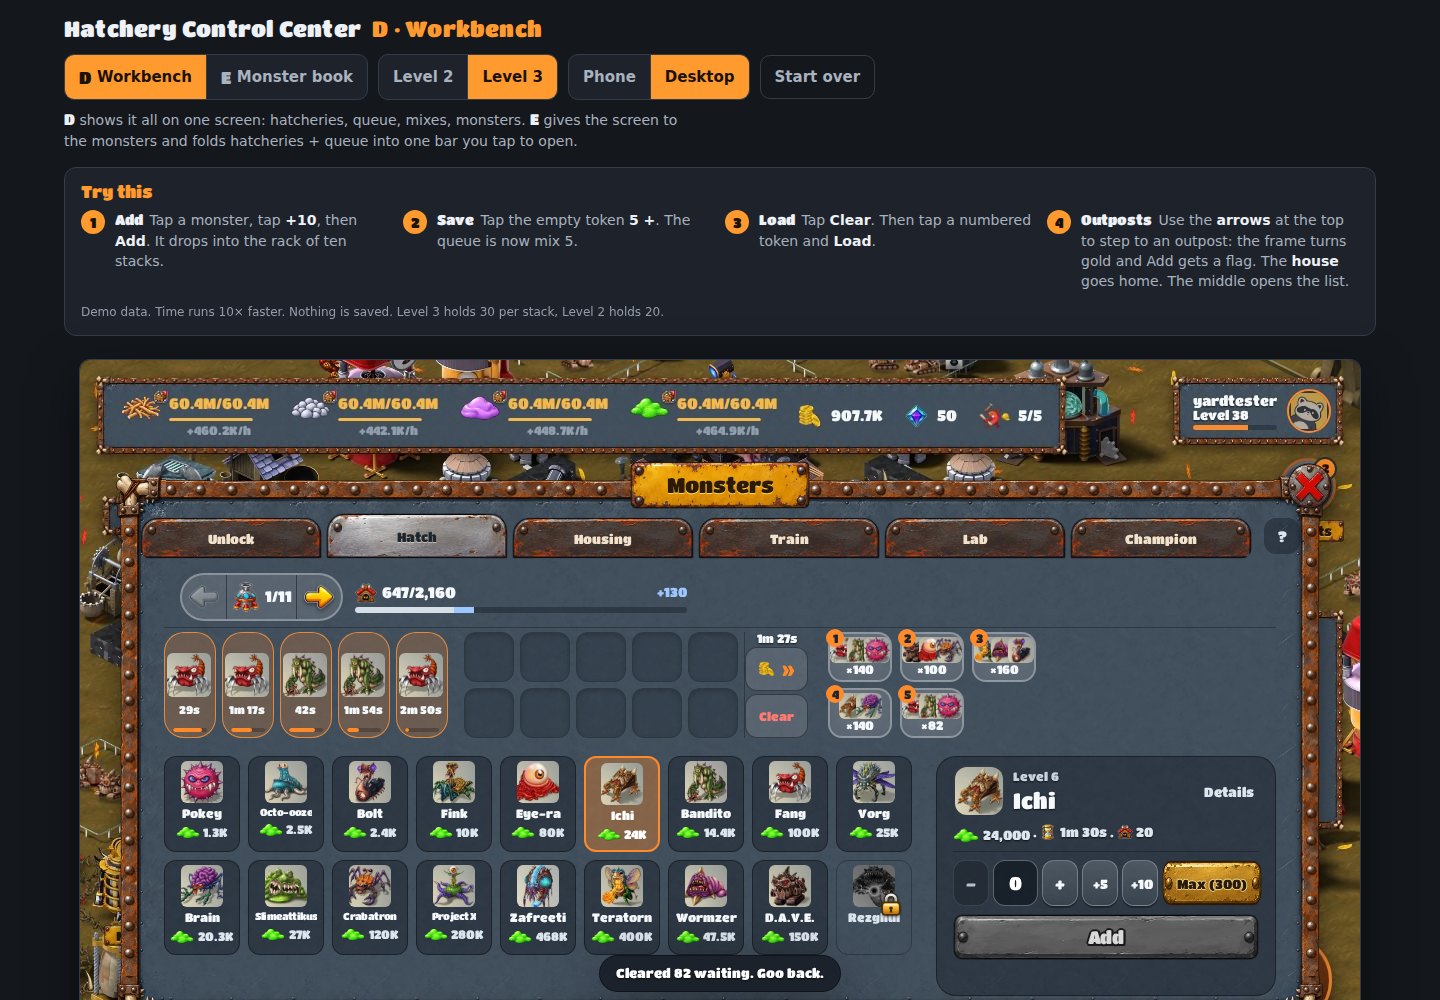 Hatchery Control Center D · Workbench
D Workbench E Monster book Level 2 Level 3 Phone Desktop Start over
D shows it all on one screen: hatcheries, queue, mixes, monsters. E gives the screen to
the monsters and folds hatcheries + queue into one bar you tap to open.
Try this
1 Add Tap a monster, tap +10, then
Add. It drops into the rack of ten
stacks.
2 Save Tap the empty token 5 +. The
queue is now mix 5.
3 Load Tap Clear. Then tap a numbered
token and Load.
4 Outposts Use the arrows at the top
to step to an outpost: the frame turns
gold and Add gets a flag. The house
goes home. The middle opens the list.
Demo data. Time runs 10× faster. Nothing is saved. Level 3 holds 30 per stack, Level 2 holds 20.
60.4M/60.4M 60.4M/60.4M 60.4M/60.4M 60.4M/60.4M 907.7K 50 5/5
+460.2K/h +442.1K/h +448.7K/h +464.9K/h
yardtester
Level 38
Monsters
Unlock Hatch Housing Train Lab Champion ?
1/11 647/2,160 +130
29s 1m 17s 42s 1m 54s 2m 50s
1m 27s
Clear
1 ×140 2 ×100 3 ×160
4 ×140 5 ×82
Pokey Octo-ooze Bolt Fink Eye-ra Ichi Bandito Fang Vorg
1.3K 2.5K 2.4K 10K 80K 24K 14.4K 100K 25K
Brain Slimeattikus Crabatron Project X Zafreeti Teratorn Wormzer D.A.V.E.
20.3K 27K 120K 280K 468K 400K 47.5K 150K
Level 6
Ichi
Details
24,000 · 1m 30s · 20
− 0 + +5 +10 Max (300)
Add
Cleared 82 waiting. Goo back.